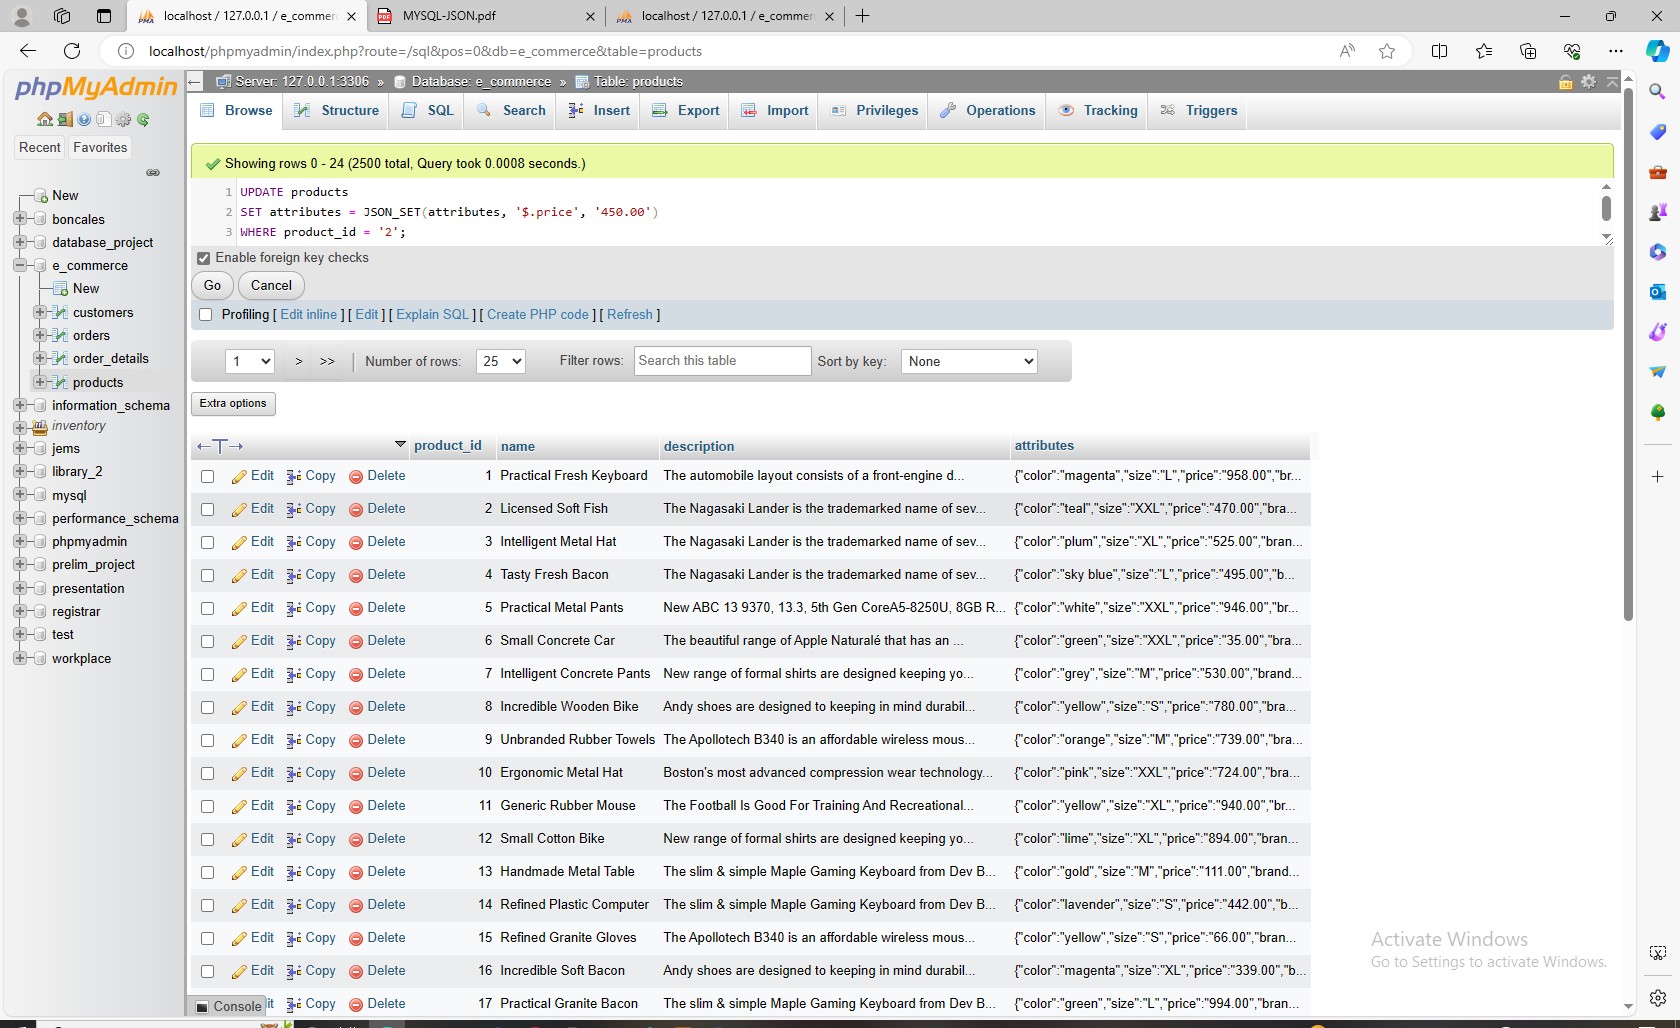 localhost / 127.0.0.1 / e_commer
MYSQL-JSON.pdf
localhost / 127.0.0.1 / e_commer
localhost/phpmyadmin/index.php?route=/sql&pos=0&db=e_commerce&table=products
phpMyAdmin
Recent
Favorites
New
boncales
database_project
e_commerce
New
customers
orders
order_details
products
information_schema
inventory
jems
library_2
mysql
performance_schema
phpmyadmin
prelim_project
presentation
registrar
test
workplace
Server: 127.0.0.1:3306 » Database: e_commerce » Table: products
Browse Structure SQL Search Insert Export Import Privileges Operations Tracking Triggers
Showing rows 0 - 24 (2500 total, Query took 0.0008 seconds.)
1 UPDATE products
2 SET attributes = JSON_SET(attributes, '$.price', '450.00')
3 WHERE product_id = '2';
Enable foreign key checks
Go Cancel
Profiling [ Edit inline ] [ Edit ] [ Explain SQL ] [ Create PHP code ] [ Refresh ]
1 > >> | Number of rows: 25 Filter rows: Search this table Sort by key: None
Extra options
←T→ product_id name description attributes
Edit Copy Delete 1 Practical Fresh Keyboard The automobile layout consists of a front-engine d... {"color":"magenta","size":"L","price":"958.00","br...
Edit Copy Delete 2 Licensed Soft Fish The Nagasaki Lander is the trademarked name of sev... {"color":"teal","size":"XXL","price":"470.00","bra...
Edit Copy Delete 3 Intelligent Metal Hat The Nagasaki Lander is the trademarked name of sev... {"color":"plum","size":"XL","price":"525.00","bran...
Edit Copy Delete 4 Tasty Fresh Bacon The Nagasaki Lander is the trademarked name of sev... {"color":"sky blue","size":"L","price":"495.00","b...
Edit Copy Delete 5 Practical Metal Pants New ABC 13 9370, 13.3, 5th Gen CoreA5-8250U, 8GB R... {"color":"white","size":"XXL","price":"946.00","br...
Edit Copy Delete 6 Small Concrete Car The beautiful range of Apple Naturalé that has an ... {"color":"green","size":"XXL","price":"35.00","bra...
Edit Copy Delete 7 Intelligent Concrete Pants New range of formal shirts are designed keeping yo... {"color":"grey","size":"M","price":"530.00","brand...
Edit Copy Delete 8 Incredible Wooden Bike Andy shoes are designed to keeping in mind durabil... {"color":"yellow","size":"S","price":"780.00","bra...
Edit Copy Delete 9 Unbranded Rubber Towels The Apollotech B340 is an affordable wireless mous... {"color":"orange","size":"M","price":"739.00","bra...
Edit Copy Delete 10 Ergonomic Metal Hat Boston's most advanced compression wear technology... {"color":"pink","size":"XXL","price":"724.00","bra...
Edit Copy Delete 11 Generic Rubber Mouse The Football Is Good For Training And Recreational... {"color":"yellow","size":"XL","price":"940.00","br...
Edit Copy Delete 12 Small Cotton Bike New range of formal shirts are designed keeping yo... {"color":"lime","size":"XL","price":"894.00","bran...
Edit Copy Delete 13 Handmade Metal Table The slim & simple Maple Gaming Keyboard from Dev B... {"color":"gold","size":"M","price":"111.00","brand...
Edit Copy Delete 14 Refined Plastic Computer The slim & simple Maple Gaming Keyboard from Dev B... {"color":"lavender","size":"S","price":"442.00","b...
Edit Copy Delete 15 Refined Granite Gloves The Apollotech B340 is an affordable wireless mous... {"color":"yellow","size":"S","price":"66.00","bran...
Edit Copy Delete 16 Incredible Soft Bacon Andy shoes are designed to keeping in mind durabil... {"color":"magenta","size":"XL","price":"339.00","b...
Console it Copy Delete 17 Practical Granite Bacon The slim & simple Maple Gaming Keyboard from Dev B... {"color":"green","size":"L","price":"994.00","bran...
Activate Windows
Go to Settings to activate Windows.